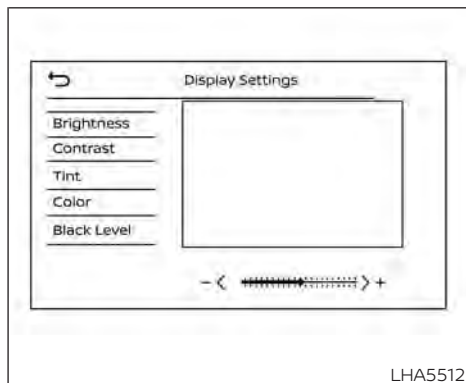 Display Settings
Brightness
Contrast
Tint
Color
Black Level
- < > +
LHA5512